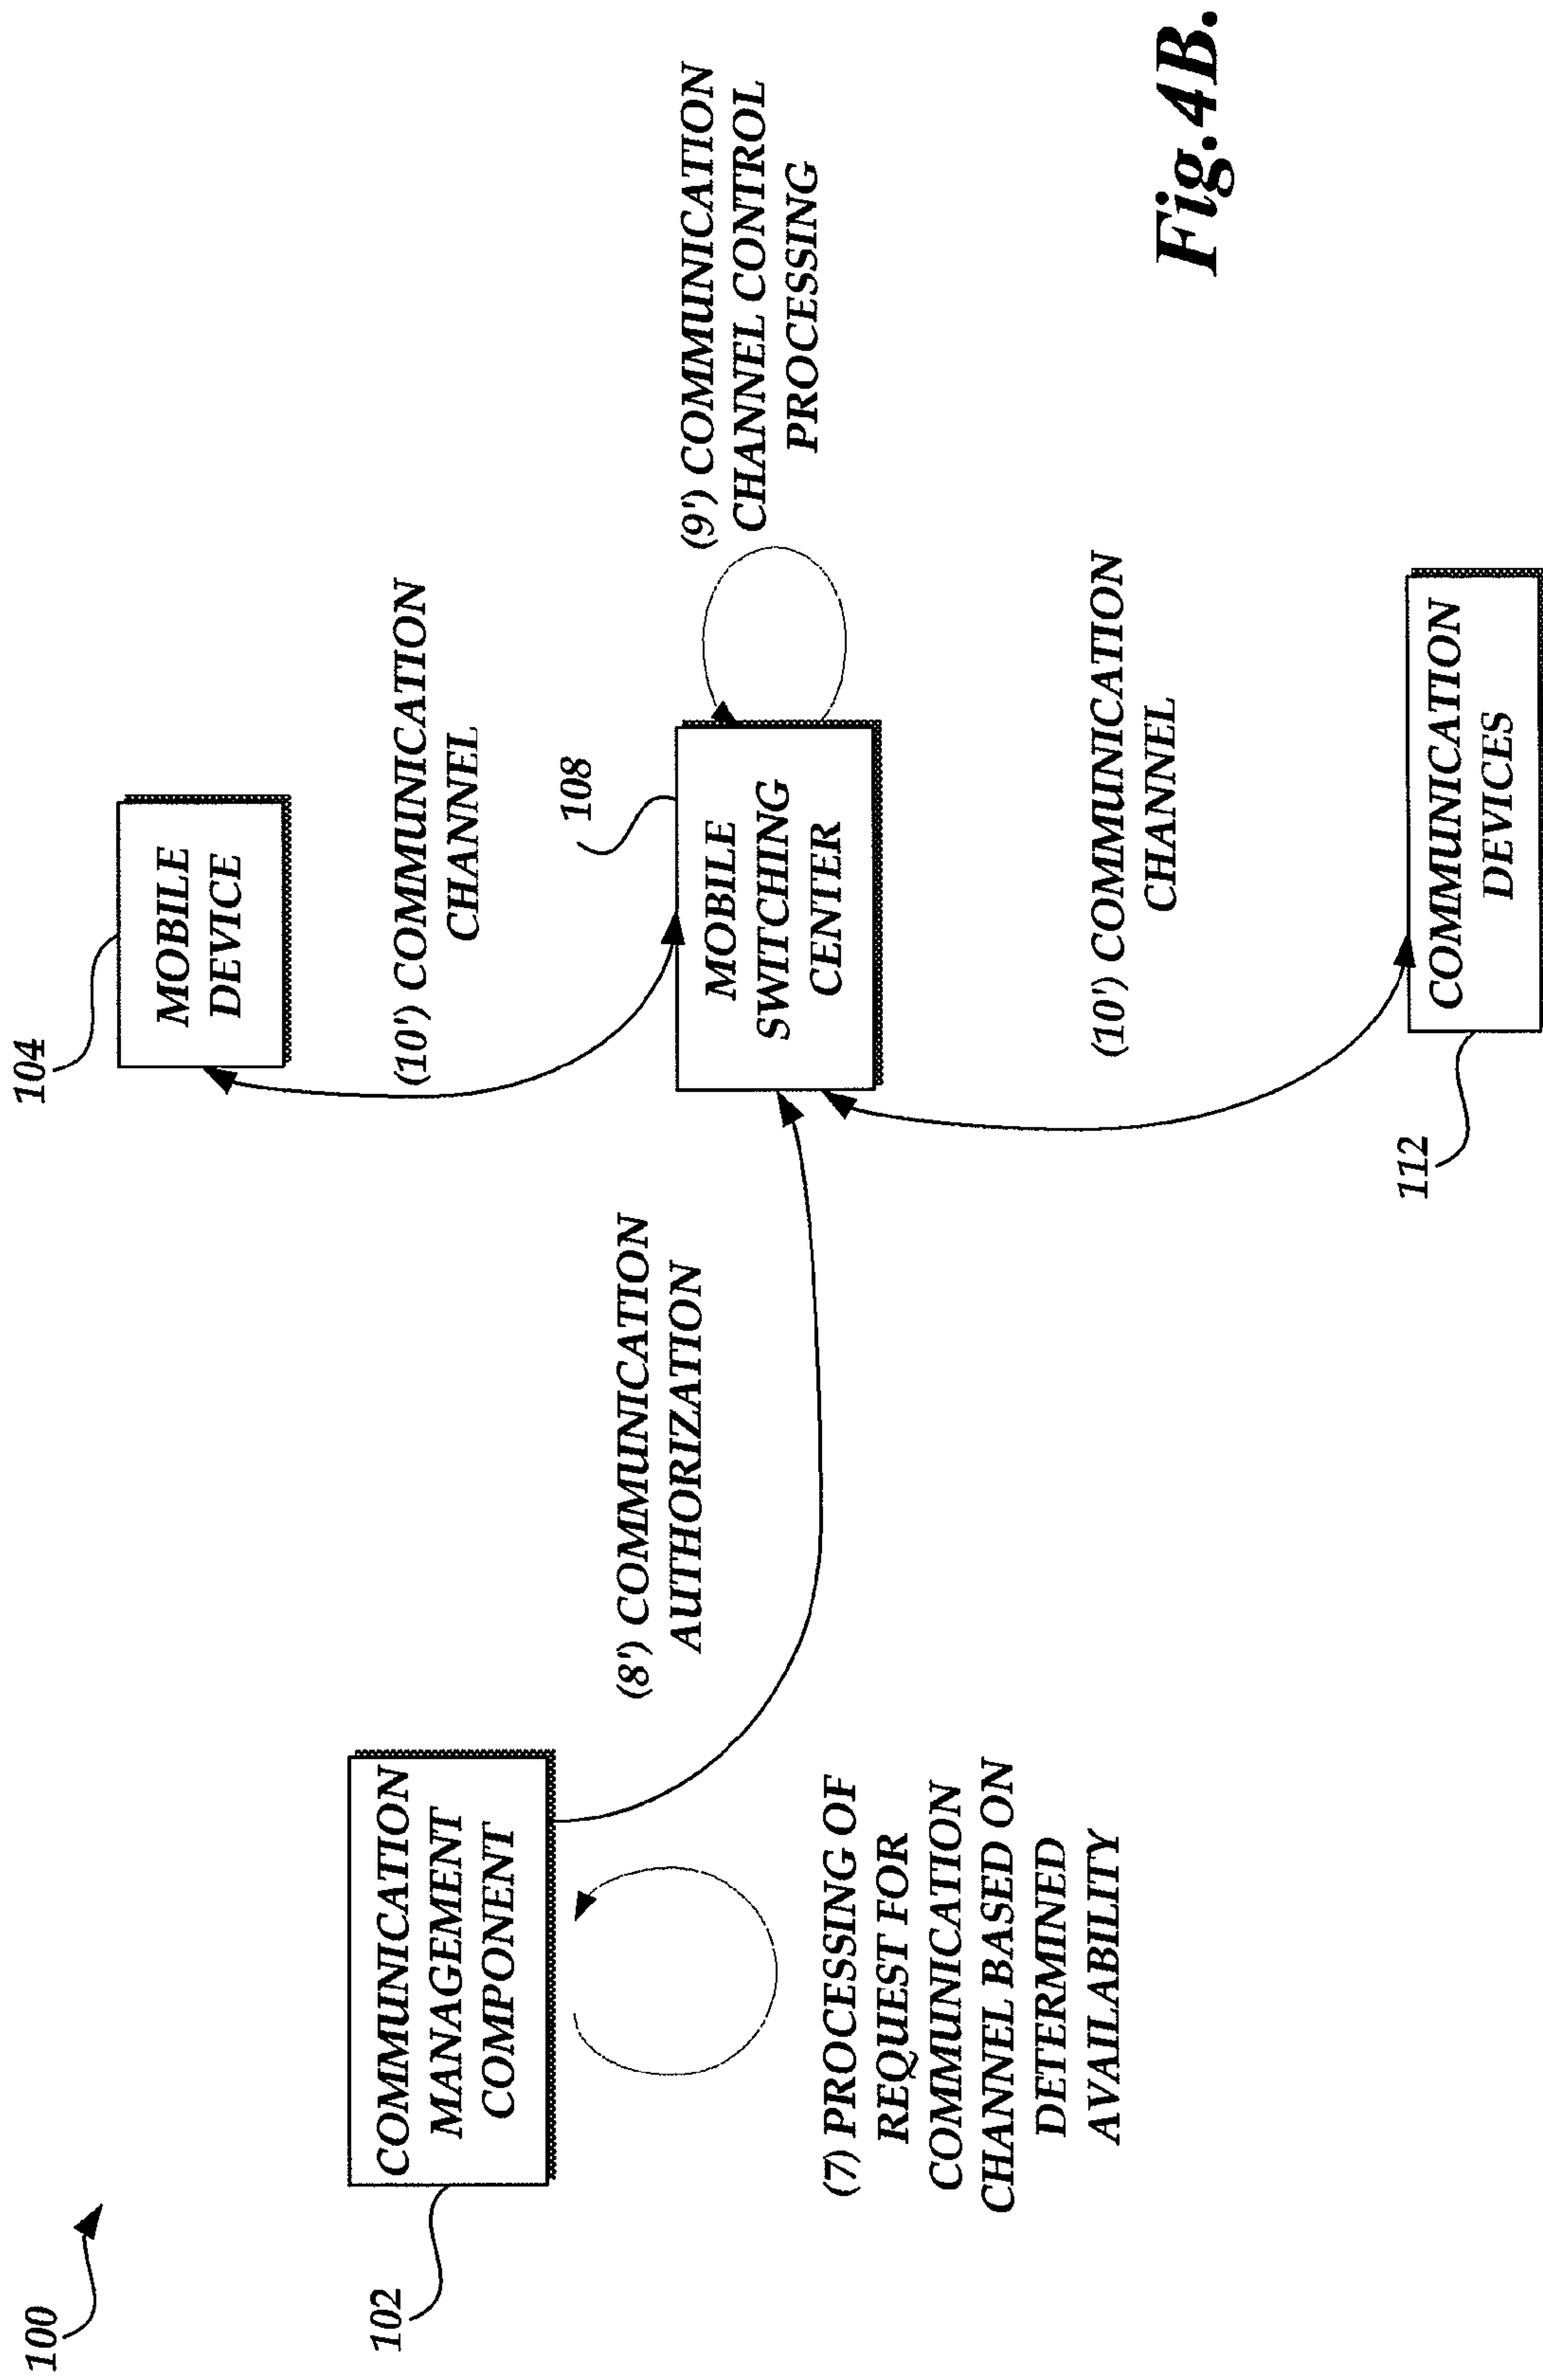 100
104
MOBILE
DEVICE
(10') COMMUNICATION
CHANNEL
102
COMMUNICATION
MANAGEMENT
COMPONENT
(8') COMMUNICATION
AUTHORIZATION
108
MOBILE
SWITCHING
CENTER
(9') COMMUNICATION
CHANNEL CONTROL
PROCESSING
(7) PROCESSING OF
REQUEST FOR
COMMUNICATION
CHANNEL BASED ON
DETERMINED
AVAILABILITY
(10') COMMUNICATION
CHANNEL
112
COMMUNICATION
DEVICES
Fig.4B.